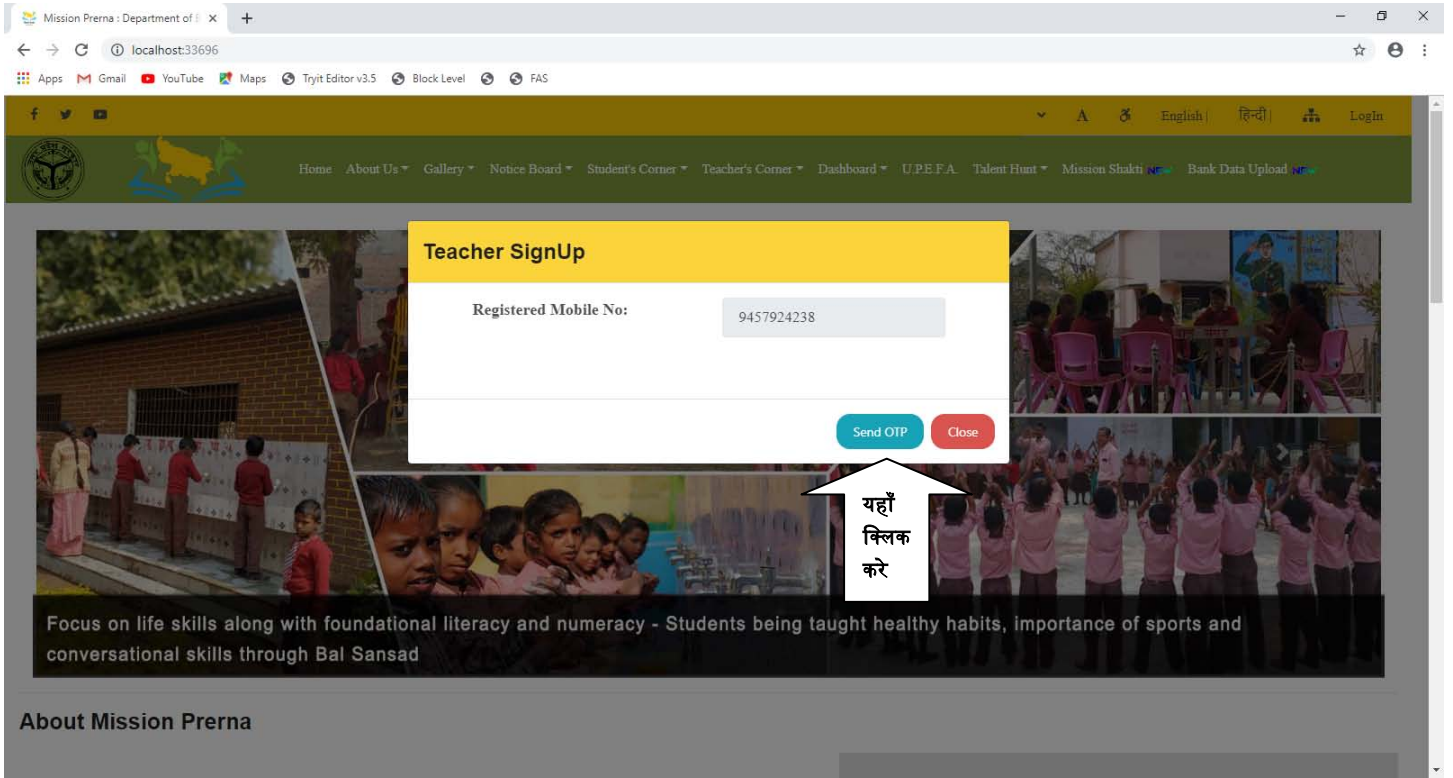 Mission Prerna : Department of
localhost:33696
Apps Gmail YouTube Maps Tryit Editor v3.5 Block Level FAS
A English | हिन्दी | LogIn
Home About Us Gallery Notice Board Student's Corner Teacher's Corner Dashboard U.P.E.F.A. Talent Hunt Mission Shakti NEW Bank Data Upload NEW
Teacher SignUp
Registered Mobile No: 9457924238
Send OTP Close
यहाँ
क्लिक
करे
Focus on life skills along with foundational literacy and numeracy - Students being taught healthy habits, importance of sports and
conversational skills through Bal Sansad
About Mission Prerna